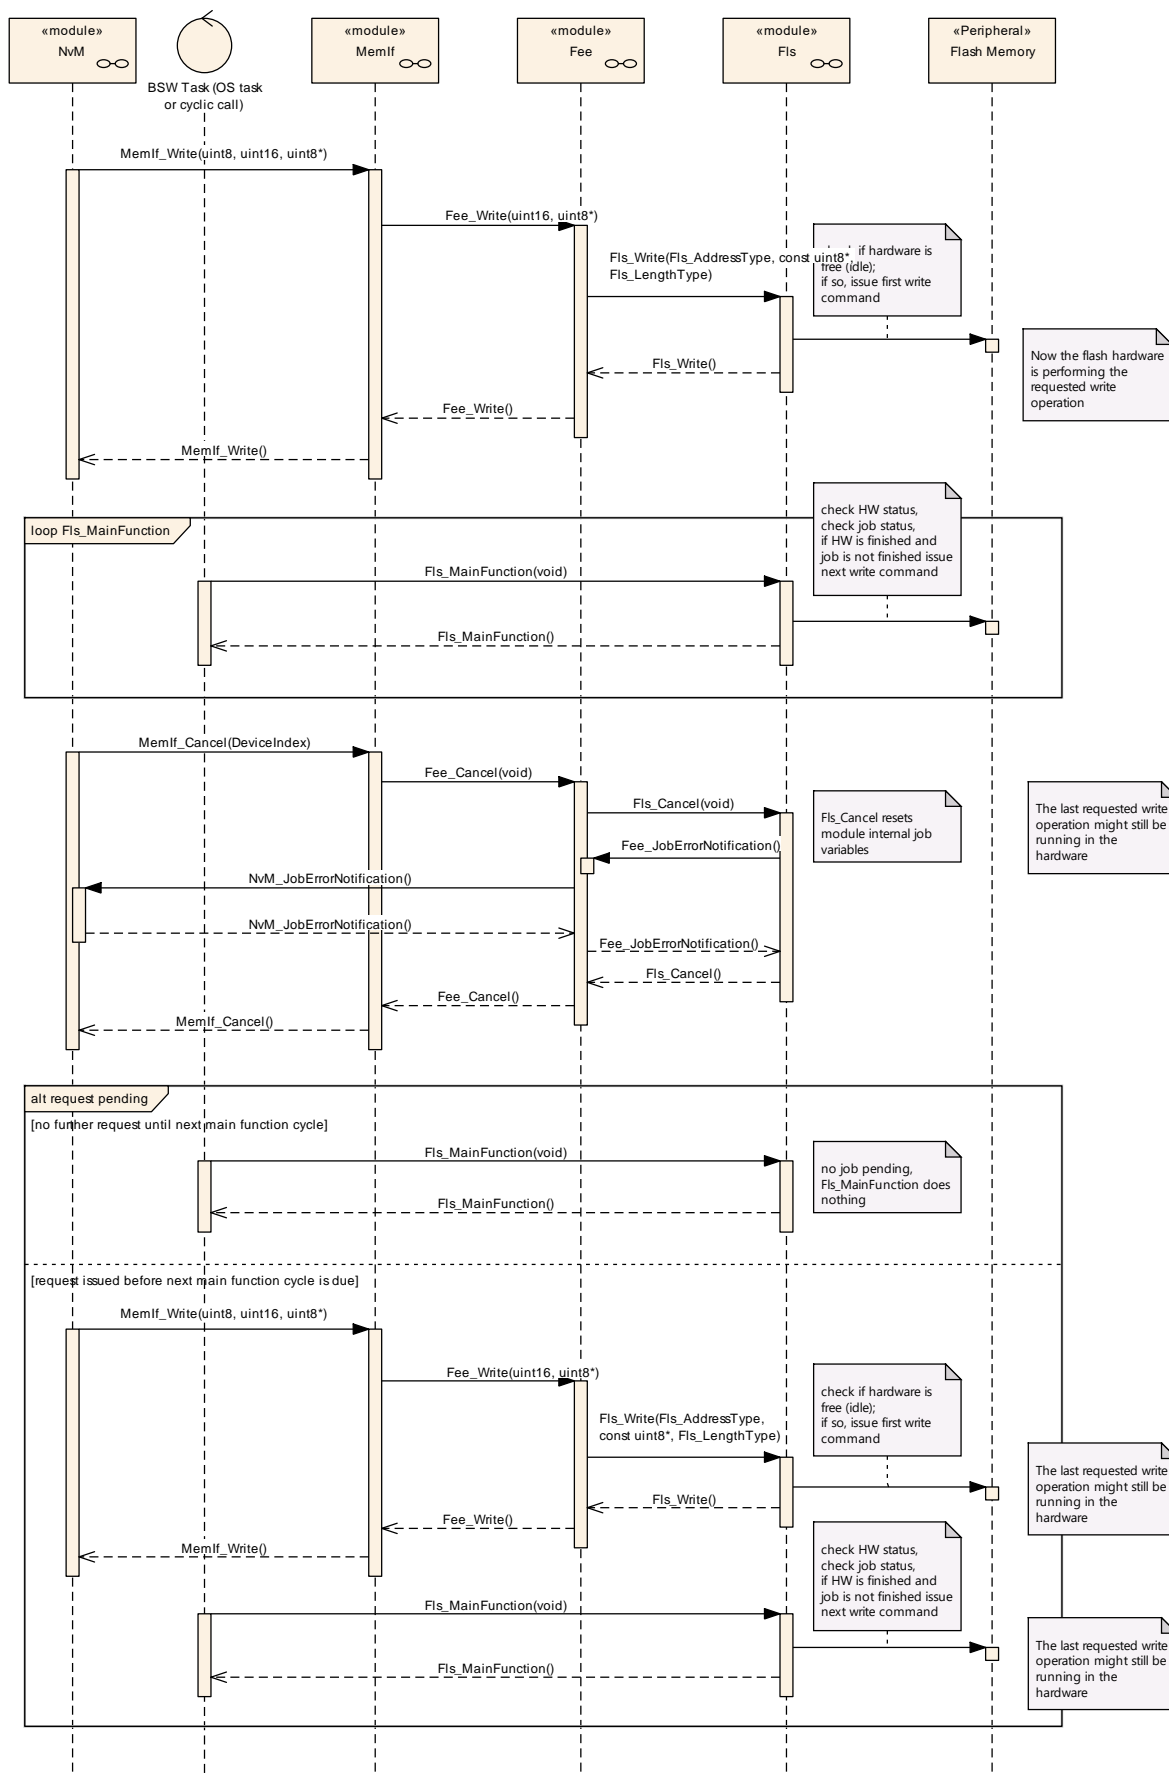 «module»
NvM
BSW Task (OS task
or cyclic call)
«module»
MemIf
«module»
Fee
«module»
Fls
«Peripheral»
Flash Memory
MemIf_Write(uint8, uint16, uint8*)
Fee_Write(uint16, uint8*)
Fls_Write(Fls_AddressType, const uint8*,
Fls_LengthType)
if hardware is
free (idle);
if so, issue first write
command
Now the flash hardware
is performing the
requested write
operation
Fls_Write()
Fee_Write()
MemIf_Write()
loop Fls_MainFunction
check HW status,
check job status,
if HW is finished and
job is not finished issue
next write command
Fls_MainFunction(void)
Fls_MainFunction()
MemIf_Cancel(DeviceIndex)
Fee_Cancel(void)
Fls_Cancel(void)
Fls_Cancel resets
module internal job
variables
The last requested write
operation might still be
running in the
hardware
Fee_JobErrorNotification()
NvM_JobErrorNotification()
NvM_JobErrorNotification()
Fee_JobErrorNotification()
Fls_Cancel()
Fee_Cancel()
MemIf_Cancel()
alt request pending
[no further request until next main function cycle]
Fls_MainFunction(void)
no job pending,
Fls_MainFunction does
nothing
Fls_MainFunction()
[request issued before next main function cycle is due]
MemIf_Write(uint8, uint16, uint8*)
Fee_Write(uint16, uint8*)
Fls_Write(Fls_AddressType,
const uint8*, Fls_LengthType)
check if hardware is
free (idle);
if so, issue first write
command
The last requested write
operation might still be
running in the
hardware
Fls_Write()
Fee_Write()
MemIf_Write()
check HW status,
check job status,
if HW is finished and
job is not finished issue
next write command
Fls_MainFunction(void)
The last requested write
operation might still be
running in the
hardware
Fls_MainFunction()